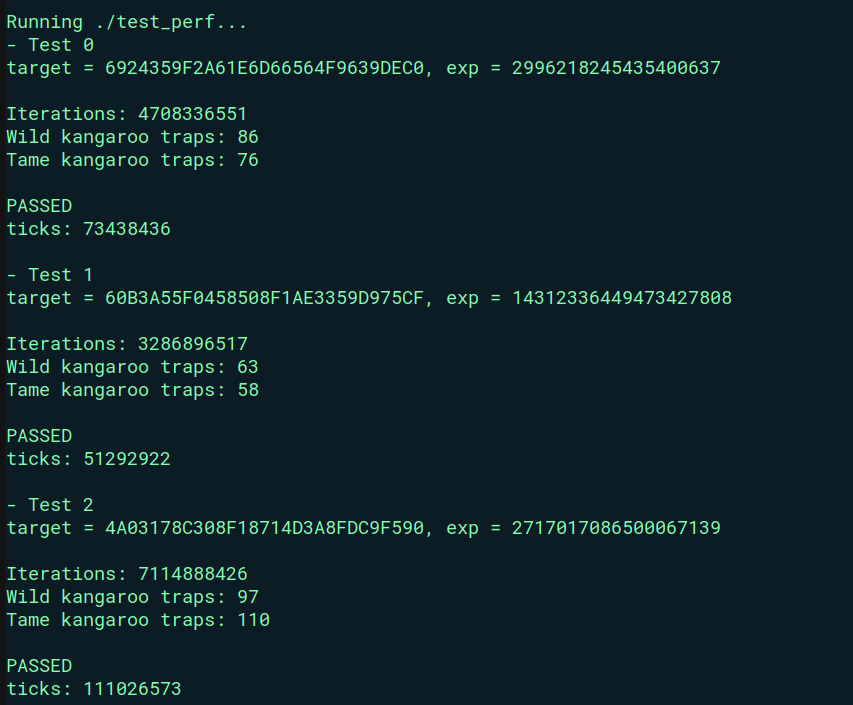 Running ./test_perf...
- Test 0
target = 6924359F2A61E6D66564F9639DEC0, exp = 2996218245435400637
Iterations: 4708336551
Wild kangaroo traps: 86
Tame kangaroo traps: 76
PASSED
ticks: 73438436
- Test 1
target = 60B3A55F0458508F1AE3359D975CF, exp = 14312336449473427808
Iterations: 3286896517
Wild kangaroo traps: 63
Tame kangaroo traps: 58
PASSED
ticks: 51292922
- Test 2
target = 4A03178C308F18714D3A8FDC9F590, exp = 2717017086500067139
Iterations: 7114888426
Wild kangaroo traps: 97
Tame kangaroo traps: 110
PASSED
ticks: 111026573